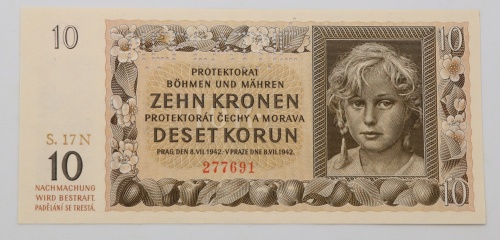 10
10
PROTEKTORAT
BÖHMEN UND MÄHREN
ZEHN KRONEN
PROTEKTORÁT ČECHY A MORAVA
DESET KORUN
PRAG, DEN 8. VII. 1942 · V PRAZE DNE 8. VII. 1942.
277691
S. 17 N
10
NACHMACHUNG
WIRD BESTRAFT.
PADĚLÁNÍ SE TRESTÁ.
10